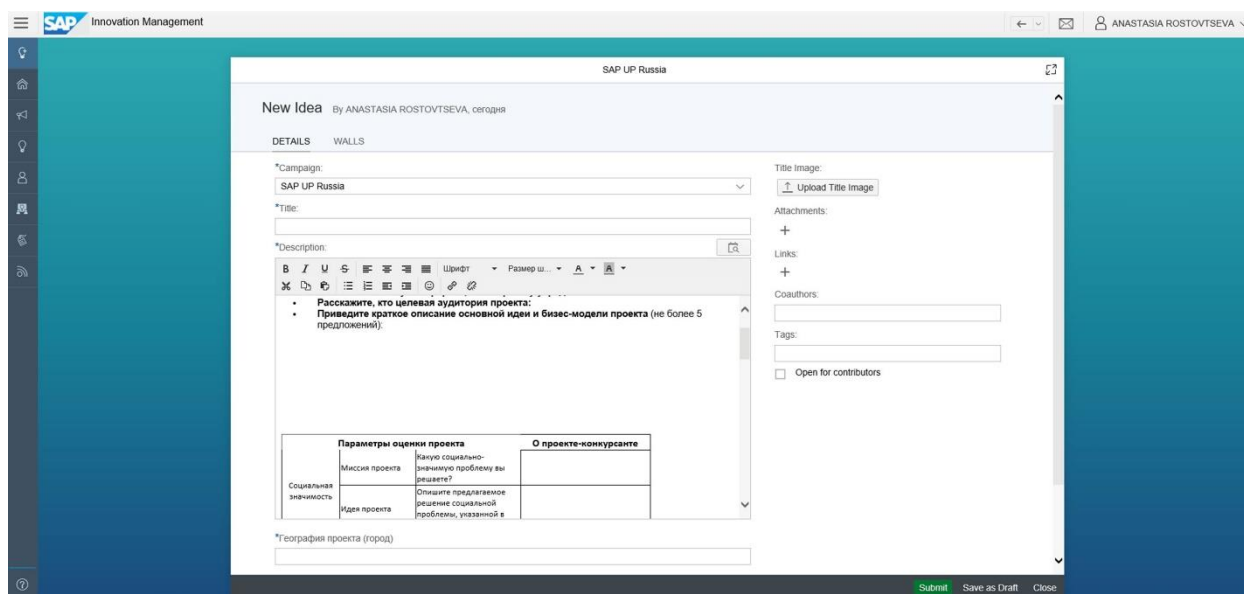 SAP Innovation Management
ANASTASIA ROSTOVTSEVA
SAP UP Russia
New Idea By ANASTASIA ROSTOVTSEVA, сегодня
DETAILS WALLS
*Campaign:
SAP UP Russia
*Title:
*Description:
B I U S Шрифт Размер ш... A A
Расскажите, кто целевая аудитория проекта:
Приведите краткое описание основной идеи и бизес-модели проекта (не более 5
предложений):
Параметры оценки проекта О проекте-конкурсанте
Социальная
значимость
Миссия проекта
Какую социально-
значимую проблему вы
решаете?
Идея проекта
Опишите предлагаемое
решение социальной
проблемы, указанной в
*География проекта (город)
Title Image:
Upload Title Image
Attachments:
Links:
Coauthors:
Tags:
Open for contributors
Submit Save as Draft Close